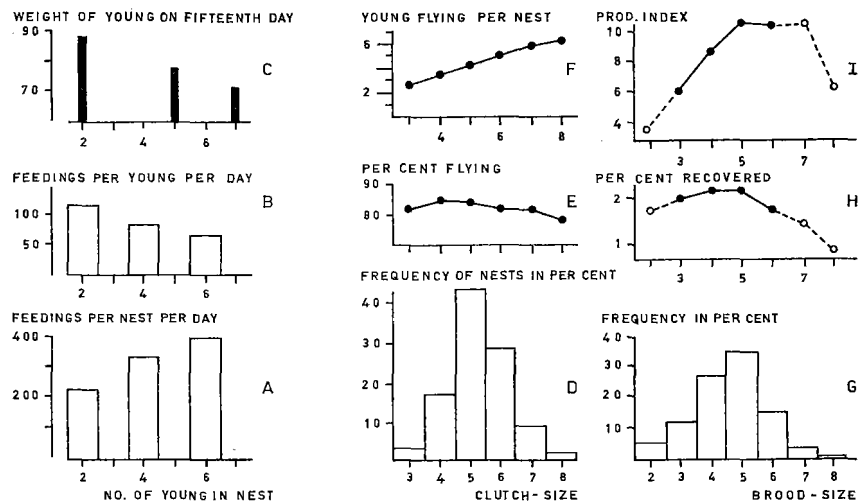 WEIGHT OF YOUNG ON FIFTEENTH DAY
90
70
C
2 4 6
FEEDINGS PER YOUNG PER DAY
100
50
B
2 4 6
FEEDINGS PER NEST PER DAY
400
200
A
2 4 6
NO. OF YOUNG IN NEST
YOUNG FLYING PER NEST
6
4
2
F
4 6 8
PER CENT FLYING
90
80
E
FREQUENCY OF NESTS IN PER CENT
40
30
20
10
D
3 4 5 6 7 8
CLUTCH-SIZE
PROD. INDEX
10
8
6
4
I
3 5 7
PER CENT RECOVERED
2
1
H
3 5 7
FREQUENCY IN PER CENT
40
30
20
10
G
2 3 4 5 6 7 8
BROOD-SIZE